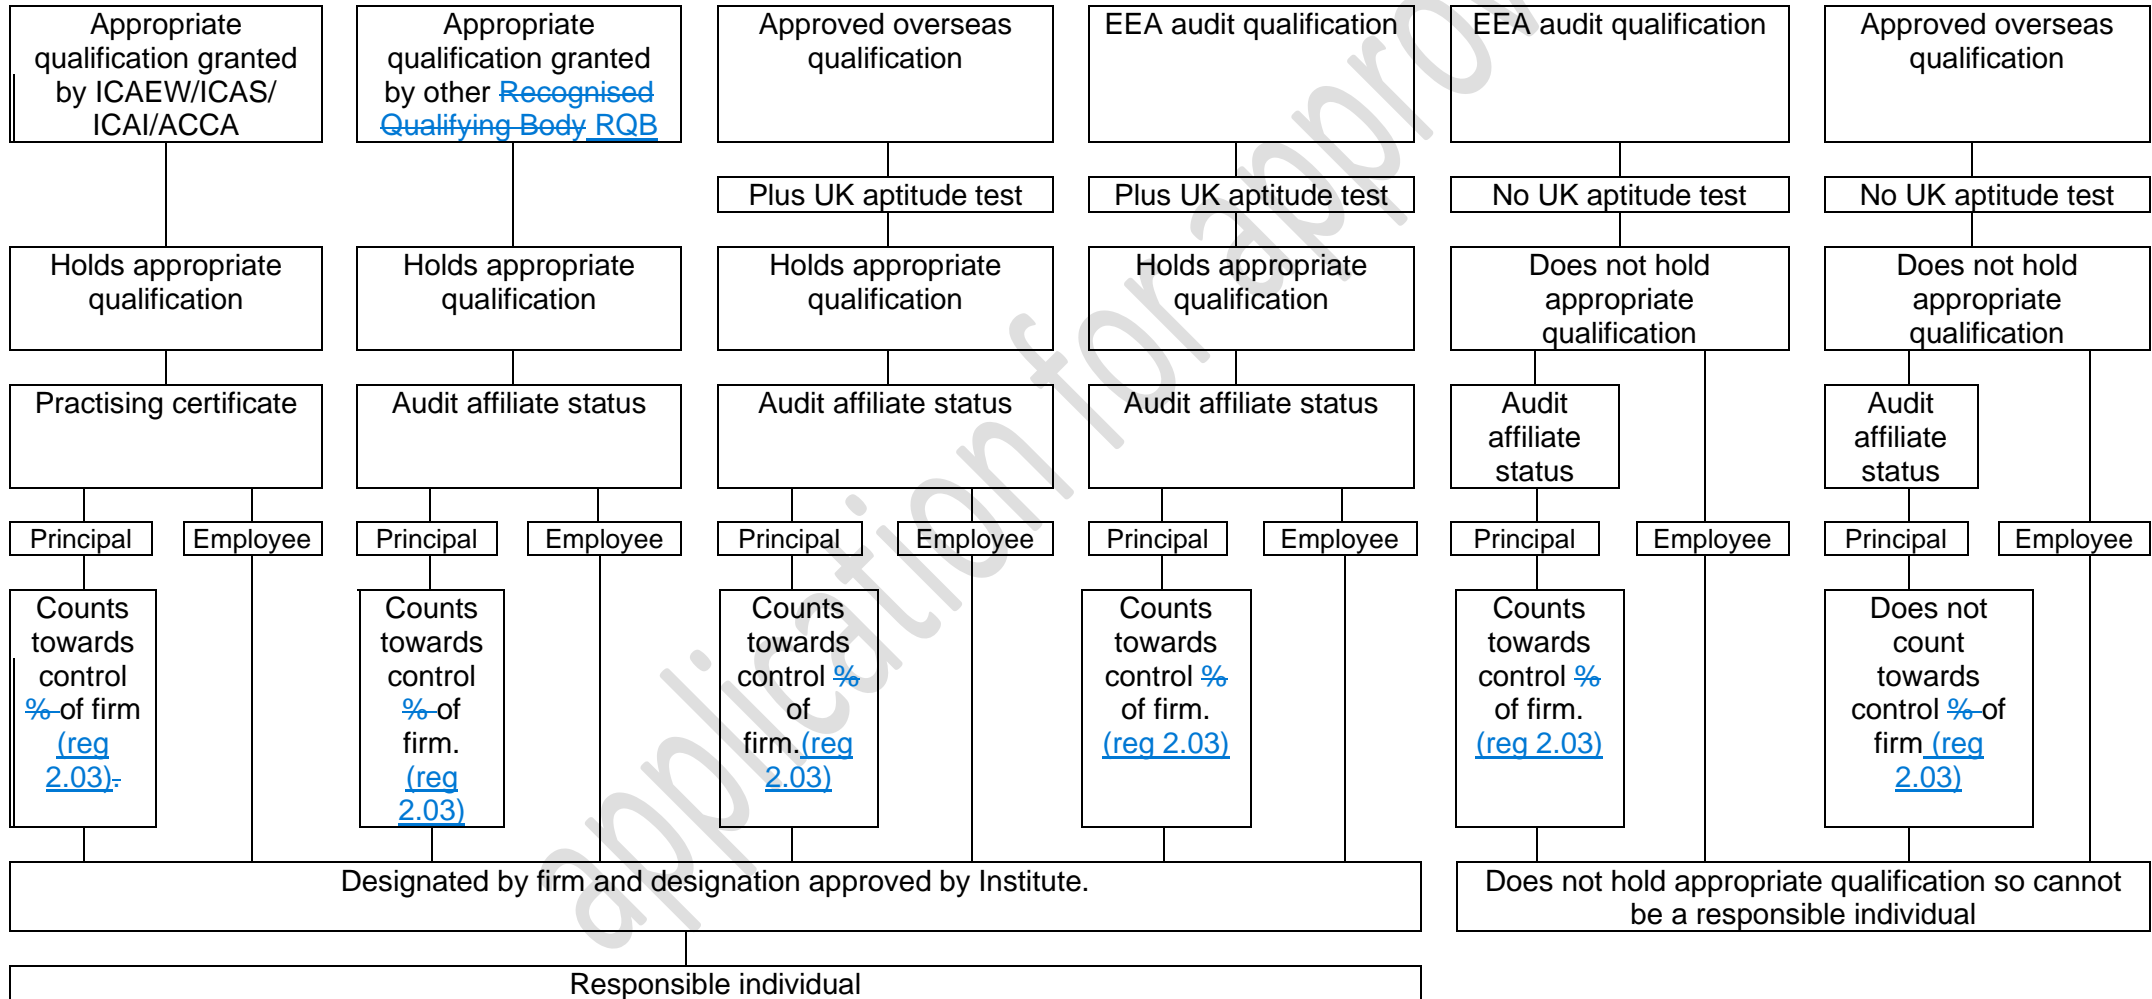 Appropriate
qualification granted
by ICAEW/ICAS/
ICAI/ACCA
Appropriate
qualification granted
by other Recognised
Qualifying Body RQB
Approved overseas
qualification
EEA audit qualification
EEA audit qualification
Approved overseas
qualification
Plus UK aptitude test
Plus UK aptitude test
No UK aptitude test
No UK aptitude test
Holds appropriate
qualification
Holds appropriate
qualification
Holds appropriate
qualification
Holds appropriate
qualification
Does not hold
appropriate
qualification
Does not hold
appropriate
qualification
Practising certificate
Audit affiliate status
Audit affiliate status
Audit affiliate status
Audit
affiliate
status
Audit
affiliate
status
Principal
Employee
Principal
Employee
Principal
Employee
Principal
Employee
Principal
Employee
Principal
Employee
Counts
towards
control
% of firm
(reg
2.03).
Counts
towards
control
% of
firm.
(reg
2.03)
Counts
towards
control %
of
firm.(reg
2.03)
Counts
towards
control %
of firm.
(reg 2.03)
Counts
towards
control %
of firm.
(reg 2.03)
Does not
count
towards
control % of
firm (reg
2.03)
Designated by firm and designation approved by Institute.
Does not hold appropriate qualification so cannot
be a responsible individual
Responsible individual
application for approv